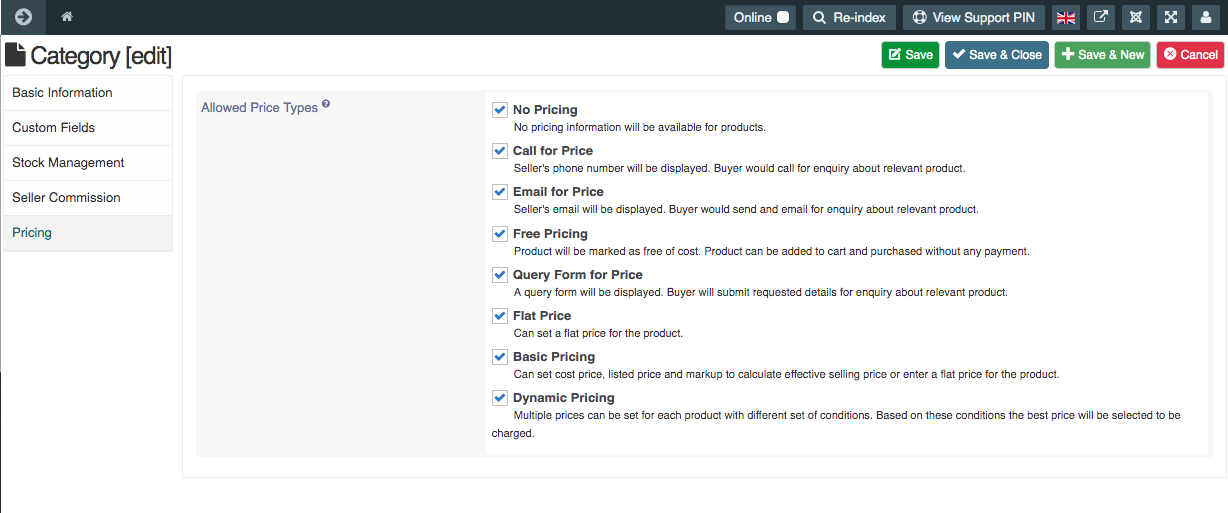 Online
Re-index
View Support PIN
Category [edit]
Save
Save & Close
Save & New
Cancel
Basic Information
Custom Fields
Stock Management
Seller Commission
Pricing
Allowed Price Types ?
No Pricing
No pricing information will be available for products.
Call for Price
Seller's phone number will be displayed. Buyer would call for enquiry about relevant product.
Email for Price
Seller's email will be displayed. Buyer would send and email for enquiry about relevant product.
Free Pricing
Product will be marked as free of cost. Product can be added to cart and purchased without any payment.
Query Form for Price
A query form will be displayed. Buyer will submit requested details for enquiry about relevant product.
Flat Price
Can set a flat price for the product.
Basic Pricing
Can set cost price, listed price and markup to calculate effective selling price or enter a flat price for the product.
Dynamic Pricing
Multiple prices can be set for each product with different set of conditions. Based on these conditions the best price will be selected to be
charged.